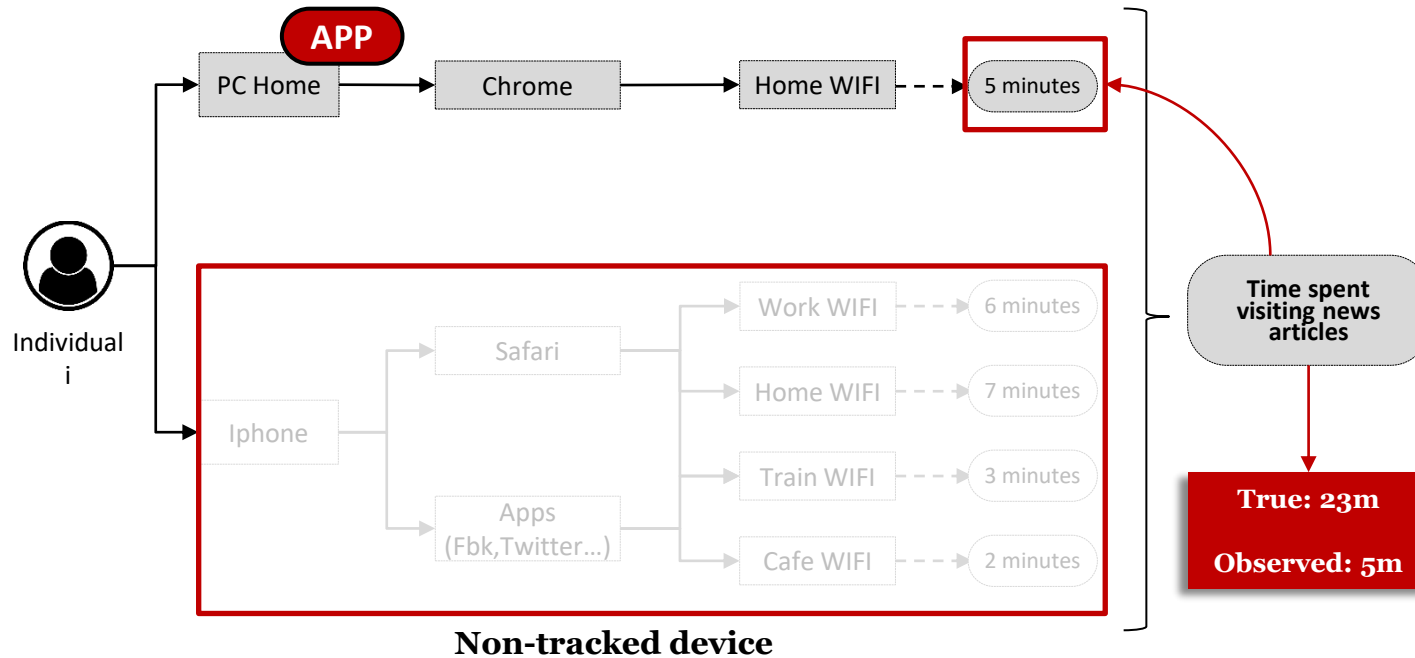 APP
PC Home
Chrome
Home WIFI
5 minutes
Individual
i
Iphone
Safari
Apps
(Fbk,Twitter...)
Work WIFI
6 minutes
Home WIFI
7 minutes
Train WIFI
3 minutes
Cafe WIFI
2 minutes
Non-tracked device
Time spent
visiting news
articles
True: 23m
Observed: 5m